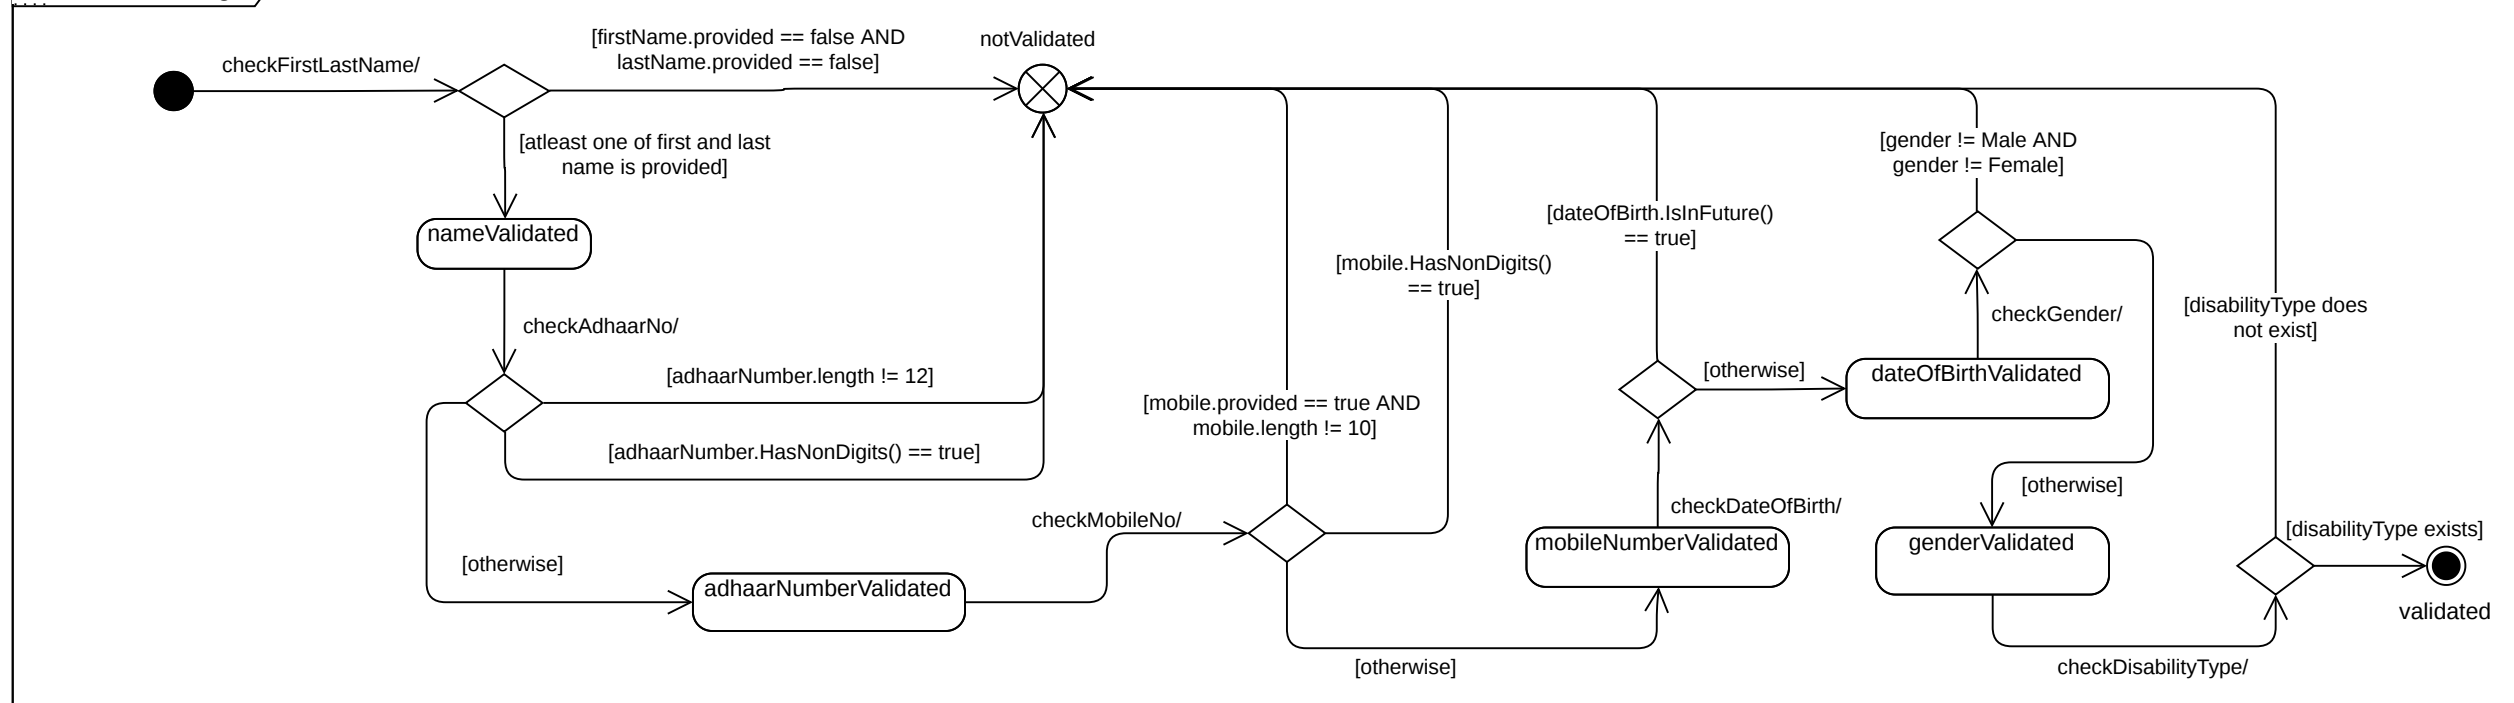 checkFirstLastName/
[firstName.provided == false AND
lastName.provided == false]
notValidated
[atleast one of first and last
name is provided]
nameValidated
checkAdhaarNo/
[adhaarNumber.length != 12]
[adhaarNumber.HasNonDigits() == true]
[otherwise]
adhaarNumberValidated
checkMobileNo/
[mobile.provided == true AND
mobile.length != 10]
[mobile.HasNonDigits()
== true]
[otherwise]
mobileNumberValidated
checkDateOfBirth/
[dateOfBirth.IsInFuture()
== true]
[otherwise]
dateOfBirthValidated
checkGender/
[gender != Male AND
gender != Female]
[otherwise]
genderValidated
checkDisabilityType/
[disabilityType does
not exist]
[disabilityType exists]
validated